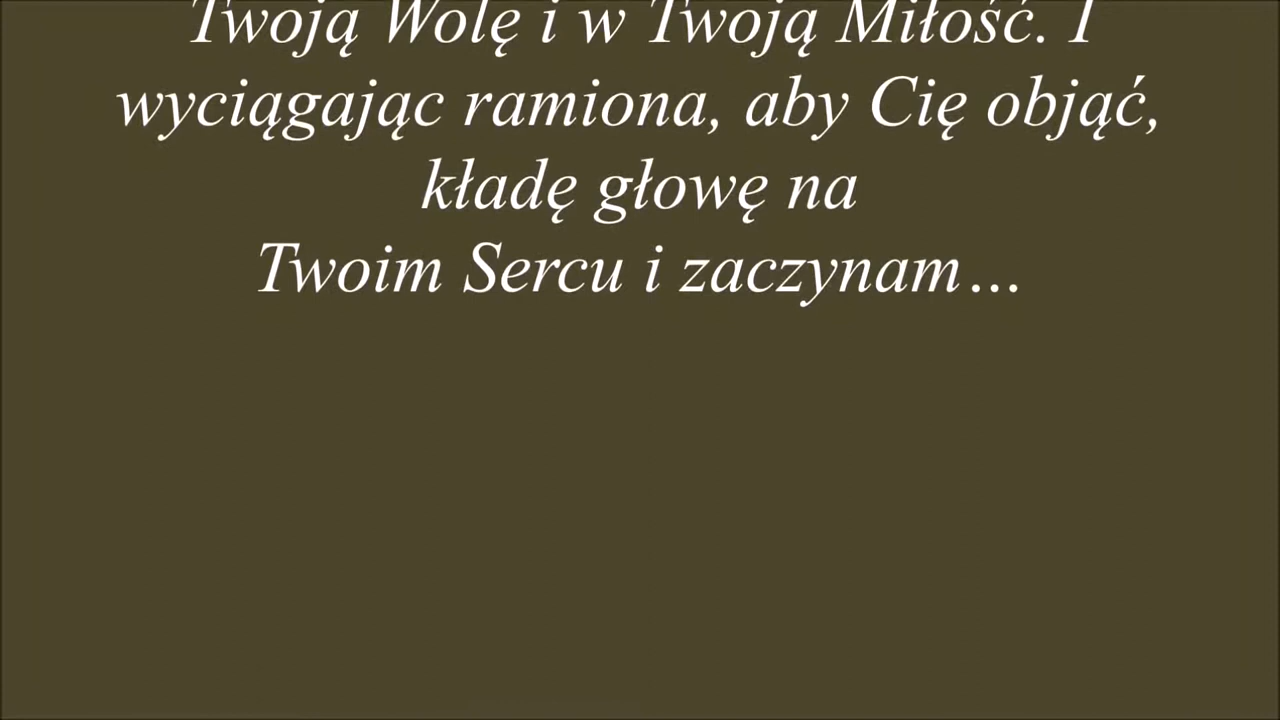 Twoją Wolę i w Twoją Miłość. I
wyciągając ramiona, aby Cię objąć,
kładę głowę na
Twoim Sercu i zaczynam…